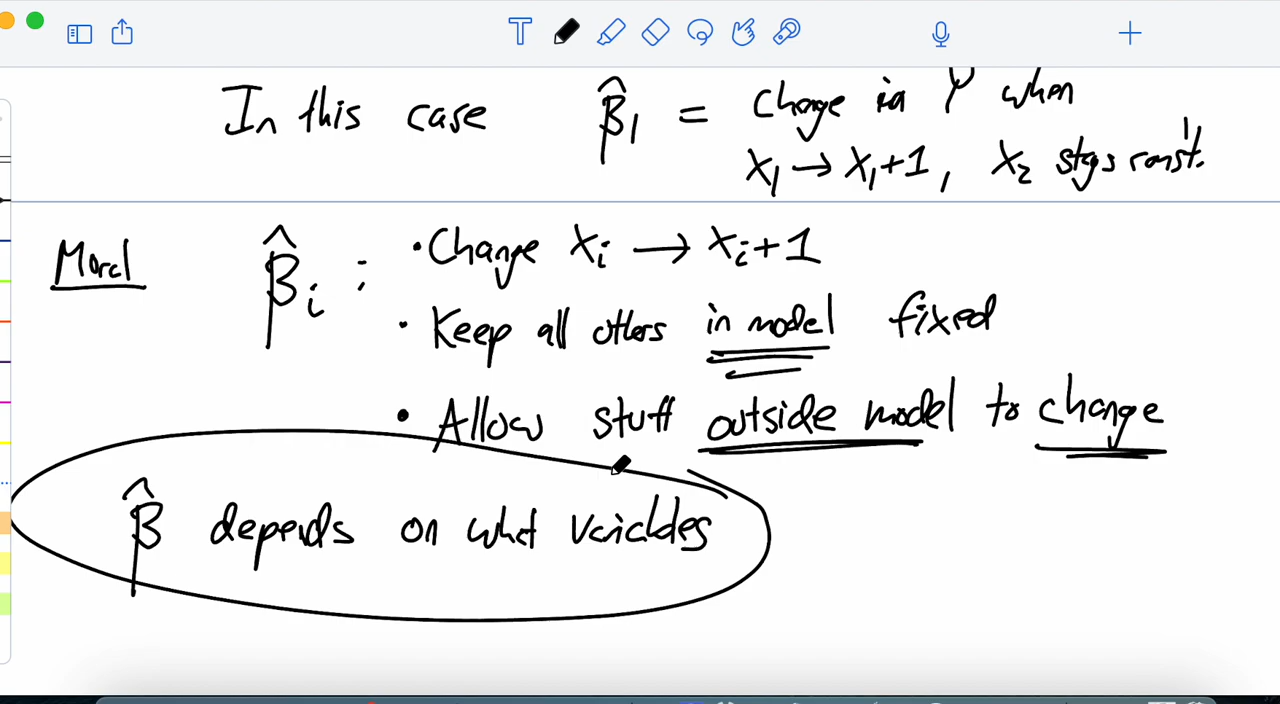 In this case β̂₁ = change in Y when
x₁ → x₁+1, x₂ stays const.
Moral β̂ᵢ : • Change xᵢ → xᵢ+1
• Keep all others in model fixed
• Allow stuff outside model to change
β̂ depends on what variables